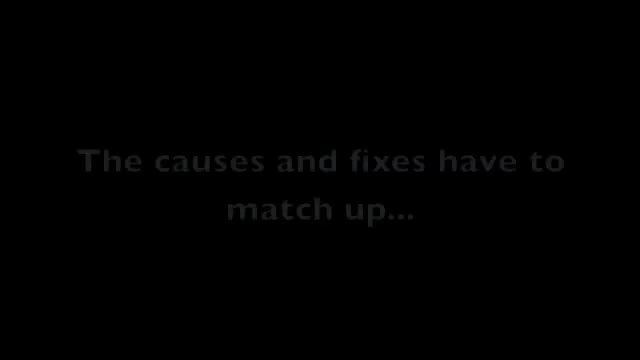 The causes and fixes have to
match up...